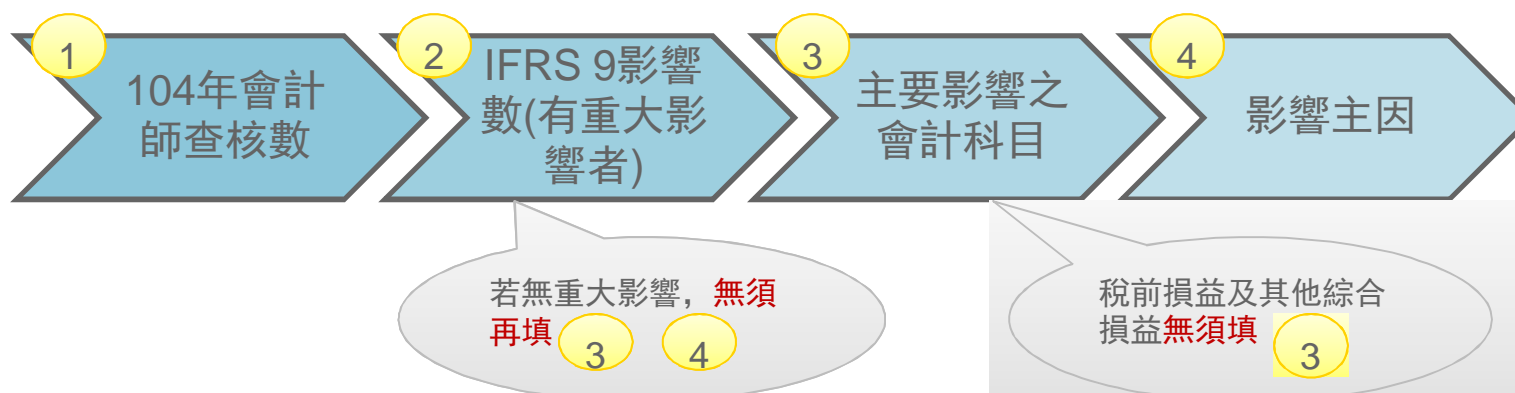 1
104年會計
師查核數
2
IFRS 9影響
數(有重大影
響者)
3
主要影響之
會計科目
4
影響主因
若無重大影響，無須
再填 3 4
稅前損益及其他綜合
損益無須填 3